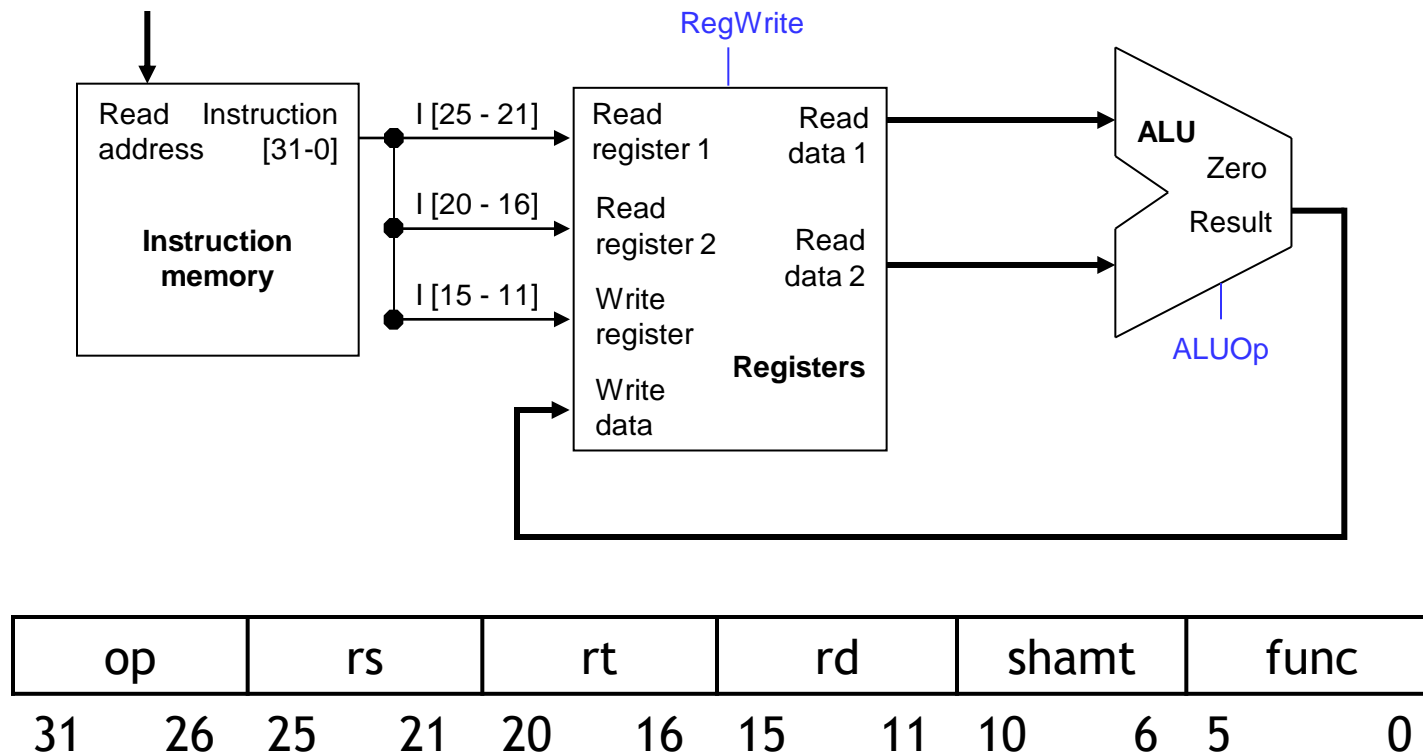 RegWrite
Read Instruction
address [31-0]
Instruction
memory
I [25 - 21]
I [20 - 16]
I [15 - 11]
Read
register 1
Read
register 2
Write
register
Write
data
Read
data 1
Read
data 2
Registers
ALU
Zero
Result
ALUOp
op rs rt rd shamt func
31 26 25 21 20 16 15 11 10 6 5 0